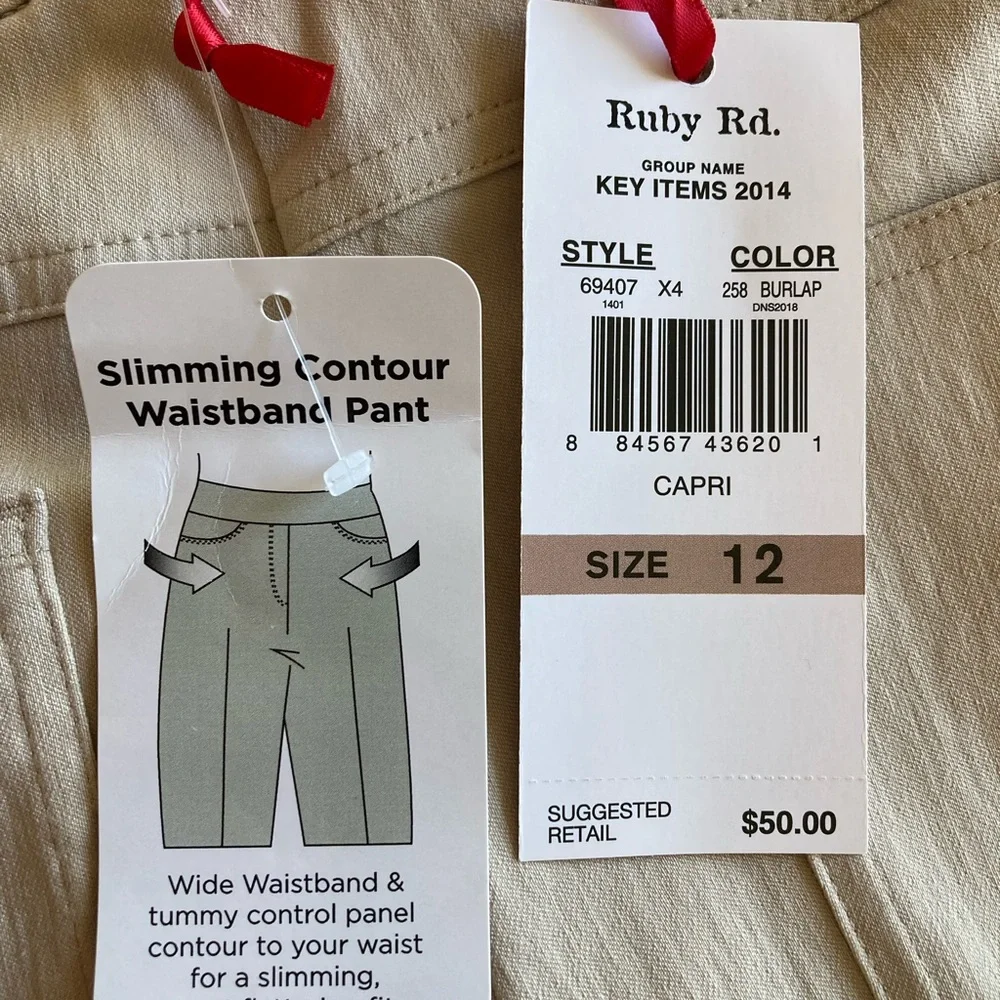 Slimming Contour
Waistband Pant
Wide Waistband &
tummy control panel
contour to your waist
for a slimming,
Ruby Rd.
GROUP NAME
KEY ITEMS 2014
STYLE COLOR
69407 X4 258 BURLAP
1401 DNS2018
8 84567 43620 1
CAPRI
SIZE 12
SUGGESTED
RETAIL $50.00